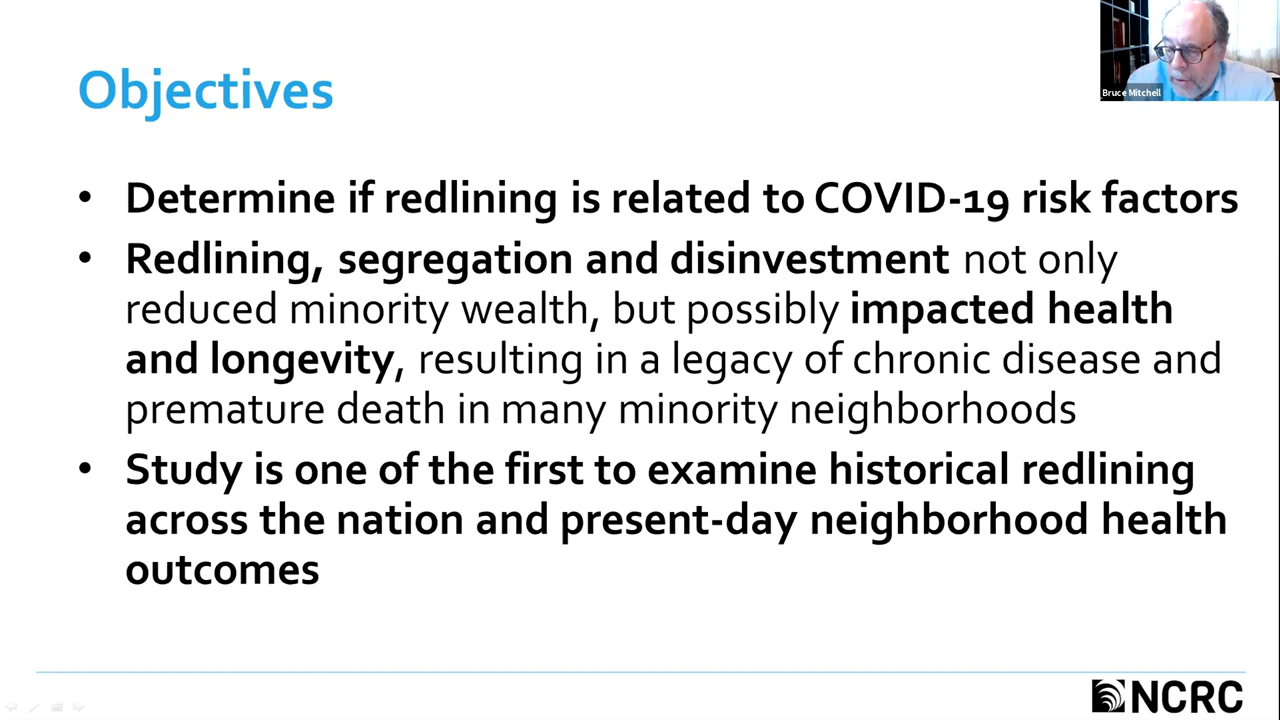 Objectives
Bruce Mitchell
• Determine if redlining is related to COVID-19 risk factors
• Redlining, segregation and disinvestment not only
reduced minority wealth, but possibly impacted health
and longevity, resulting in a legacy of chronic disease and
premature death in many minority neighborhoods
• Study is one of the first to examine historical redlining
across the nation and present-day neighborhood health
outcomes
NCRC